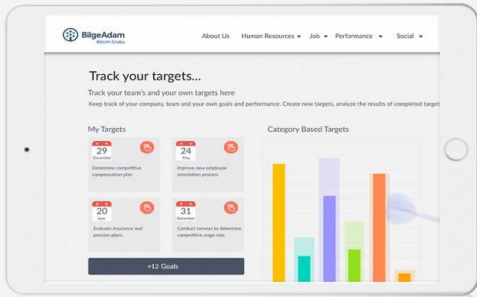 BilgeAdam
Bilişim Grubu
About Us Human Resources Job Performance Social
Track your targets...
Track your team's and your own targets here
Keep track of your company, team and your own goals and performance. Create new targets, analyze the results of completed target
My Targets
Category Based Targets
29
December
Determine competitive
compensation plan
24
May
Improve new employee
orientation process
20
June
Evaluate insurance and
pension plans
31
December
Conduct surveys to determine
competitive wage rate
+12 Goals